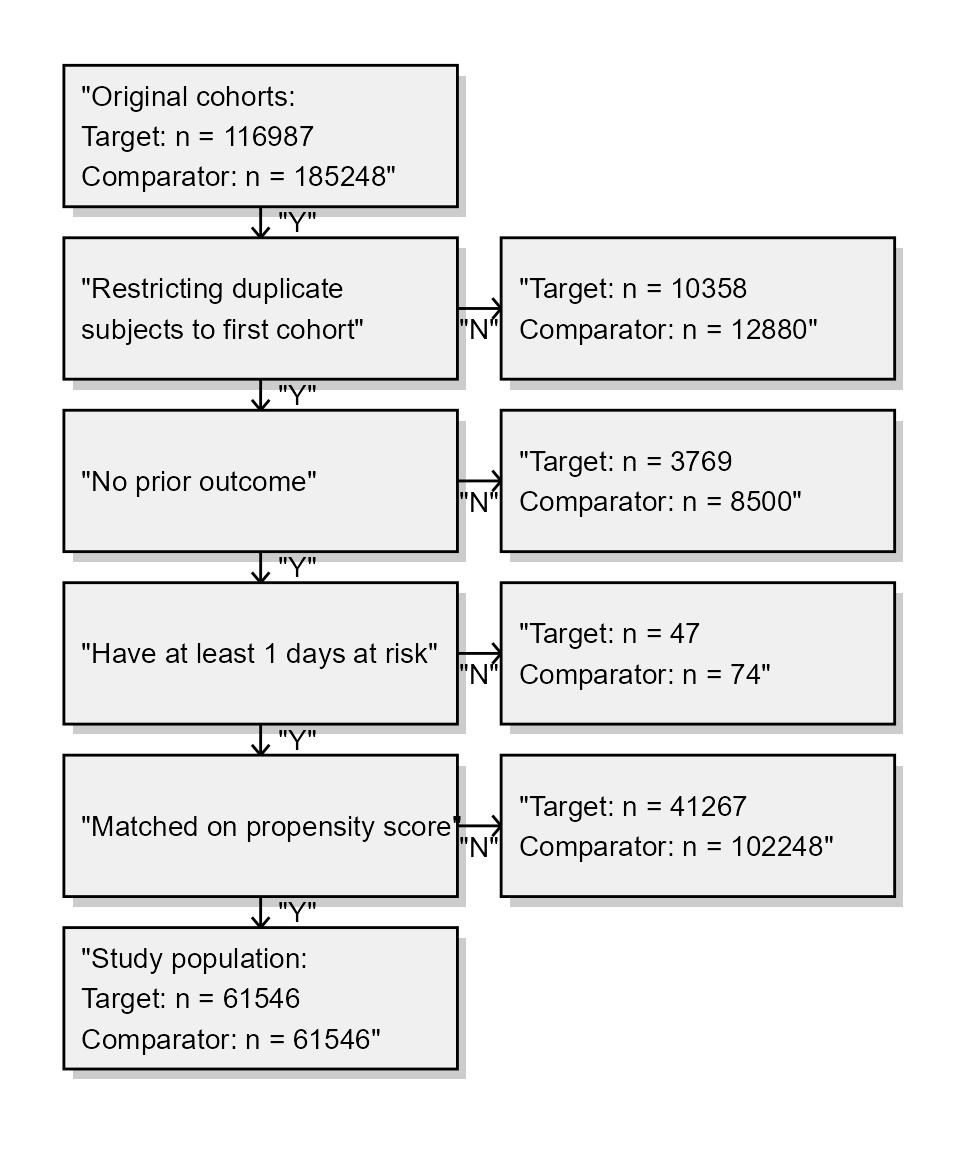 "Original cohorts:
Target: n = 116987
Comparator: n = 185248"
"Y"
"Restricting duplicate
subjects to first cohort"
"N"
"Target: n = 10358
Comparator: n = 12880"
"Y"
"No prior outcome"
"N"
"Target: n = 3769
Comparator: n = 8500"
"Y"
"Have at least 1 days at risk"
"N"
"Target: n = 47
Comparator: n = 74"
"Y"
"Matched on propensity score"
"N"
"Target: n = 41267
Comparator: n = 102248"
"Y"
"Study population:
Target: n = 61546
Comparator: n = 61546"